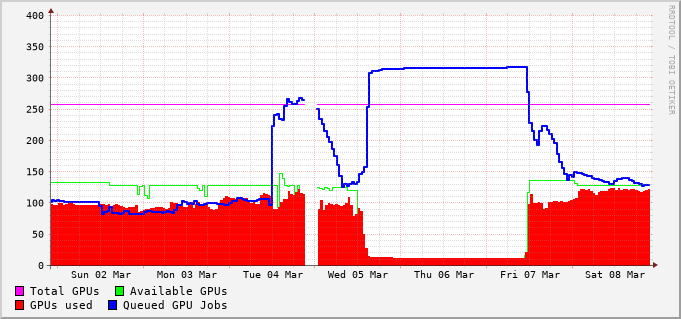 RRDTOOL / TOBI OETIKER
400
350
300
250
200
150
100
50
0
Sun 02 Mar Mon 03 Mar Tue 04 Mar Wed 05 Mar Thu 06 Mar Fri 07 Mar Sat 08 Mar
Total GPUs Available GPUs
GPUs used Queued GPU Jobs